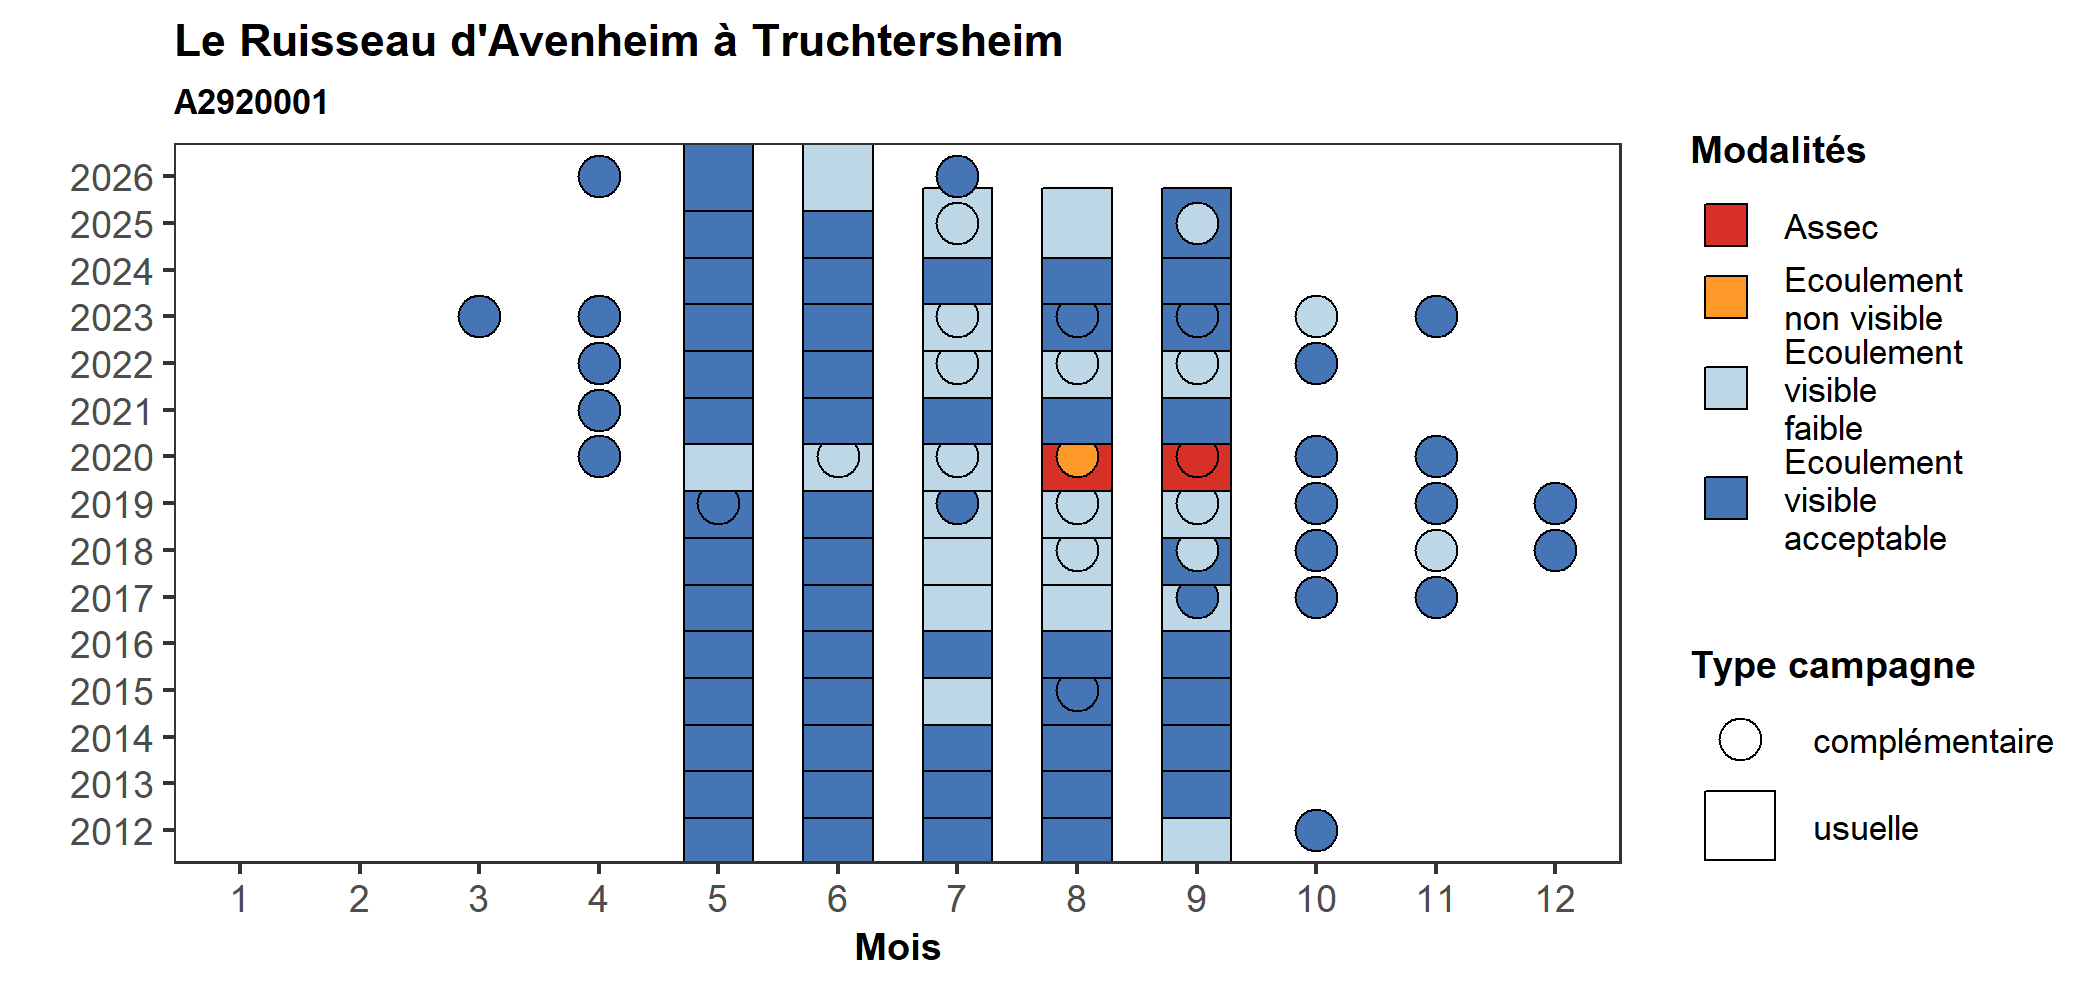 Le Ruisseau d'Avenheim à Truchtersheim
A2920001
2026
2025
2024
2023
2022
2021
2020
2019
2018
2017
2016
2015
2014
2013
2012
1 2 3 4 5 6 7 8 9 10 11 12
Mois
Modalités
Assec
Ecoulement
non visible
Ecoulement
visible
faible
Ecoulement
visible
acceptable
Type campagne
complémentaire
usuelle